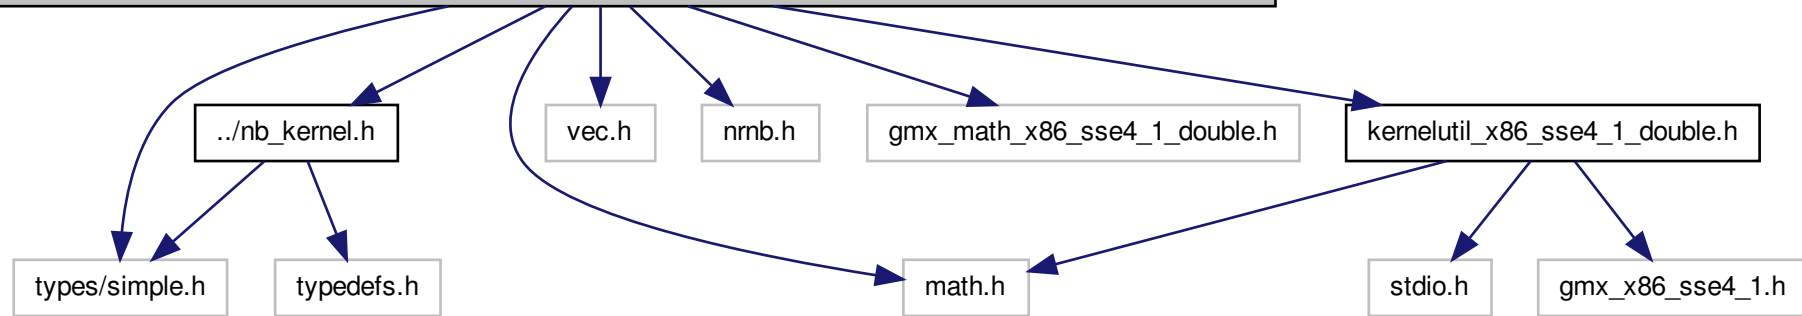 ../nb_kernel.h
vec.h
nrnb.h
gmx_math_x86_sse4_1_double.h
kernelutil_x86_sse4_1_double.h
types/simple.h
typedefs.h
math.h
stdio.h
gmx_x86_sse4_1.h